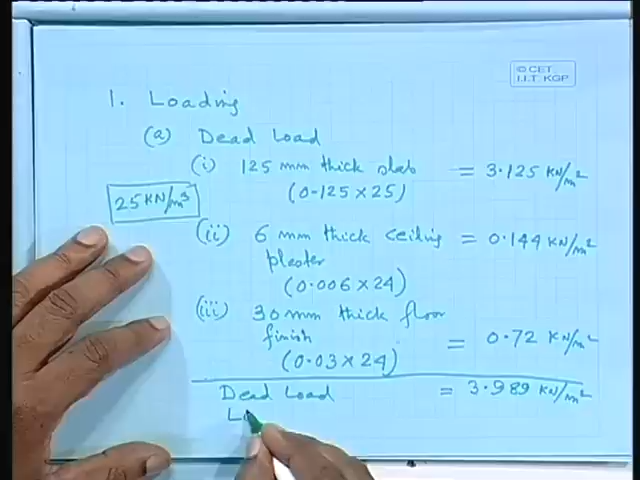 © CET
I.I.T. KGP
1. Loading
(a) Dead Load
(i) 125 mm thick slab = 3.125 KN/m²
(0.125 x 25)
25 KN/m³
(ii) 6 mm thick ceiling = 0.144 KN/m²
plaster
(0.006 x 24)
(iii) 30 mm thick floor
finish = 0.72 KN/m²
(0.03 x 24)
Dead Load = 3.989 KN/m²